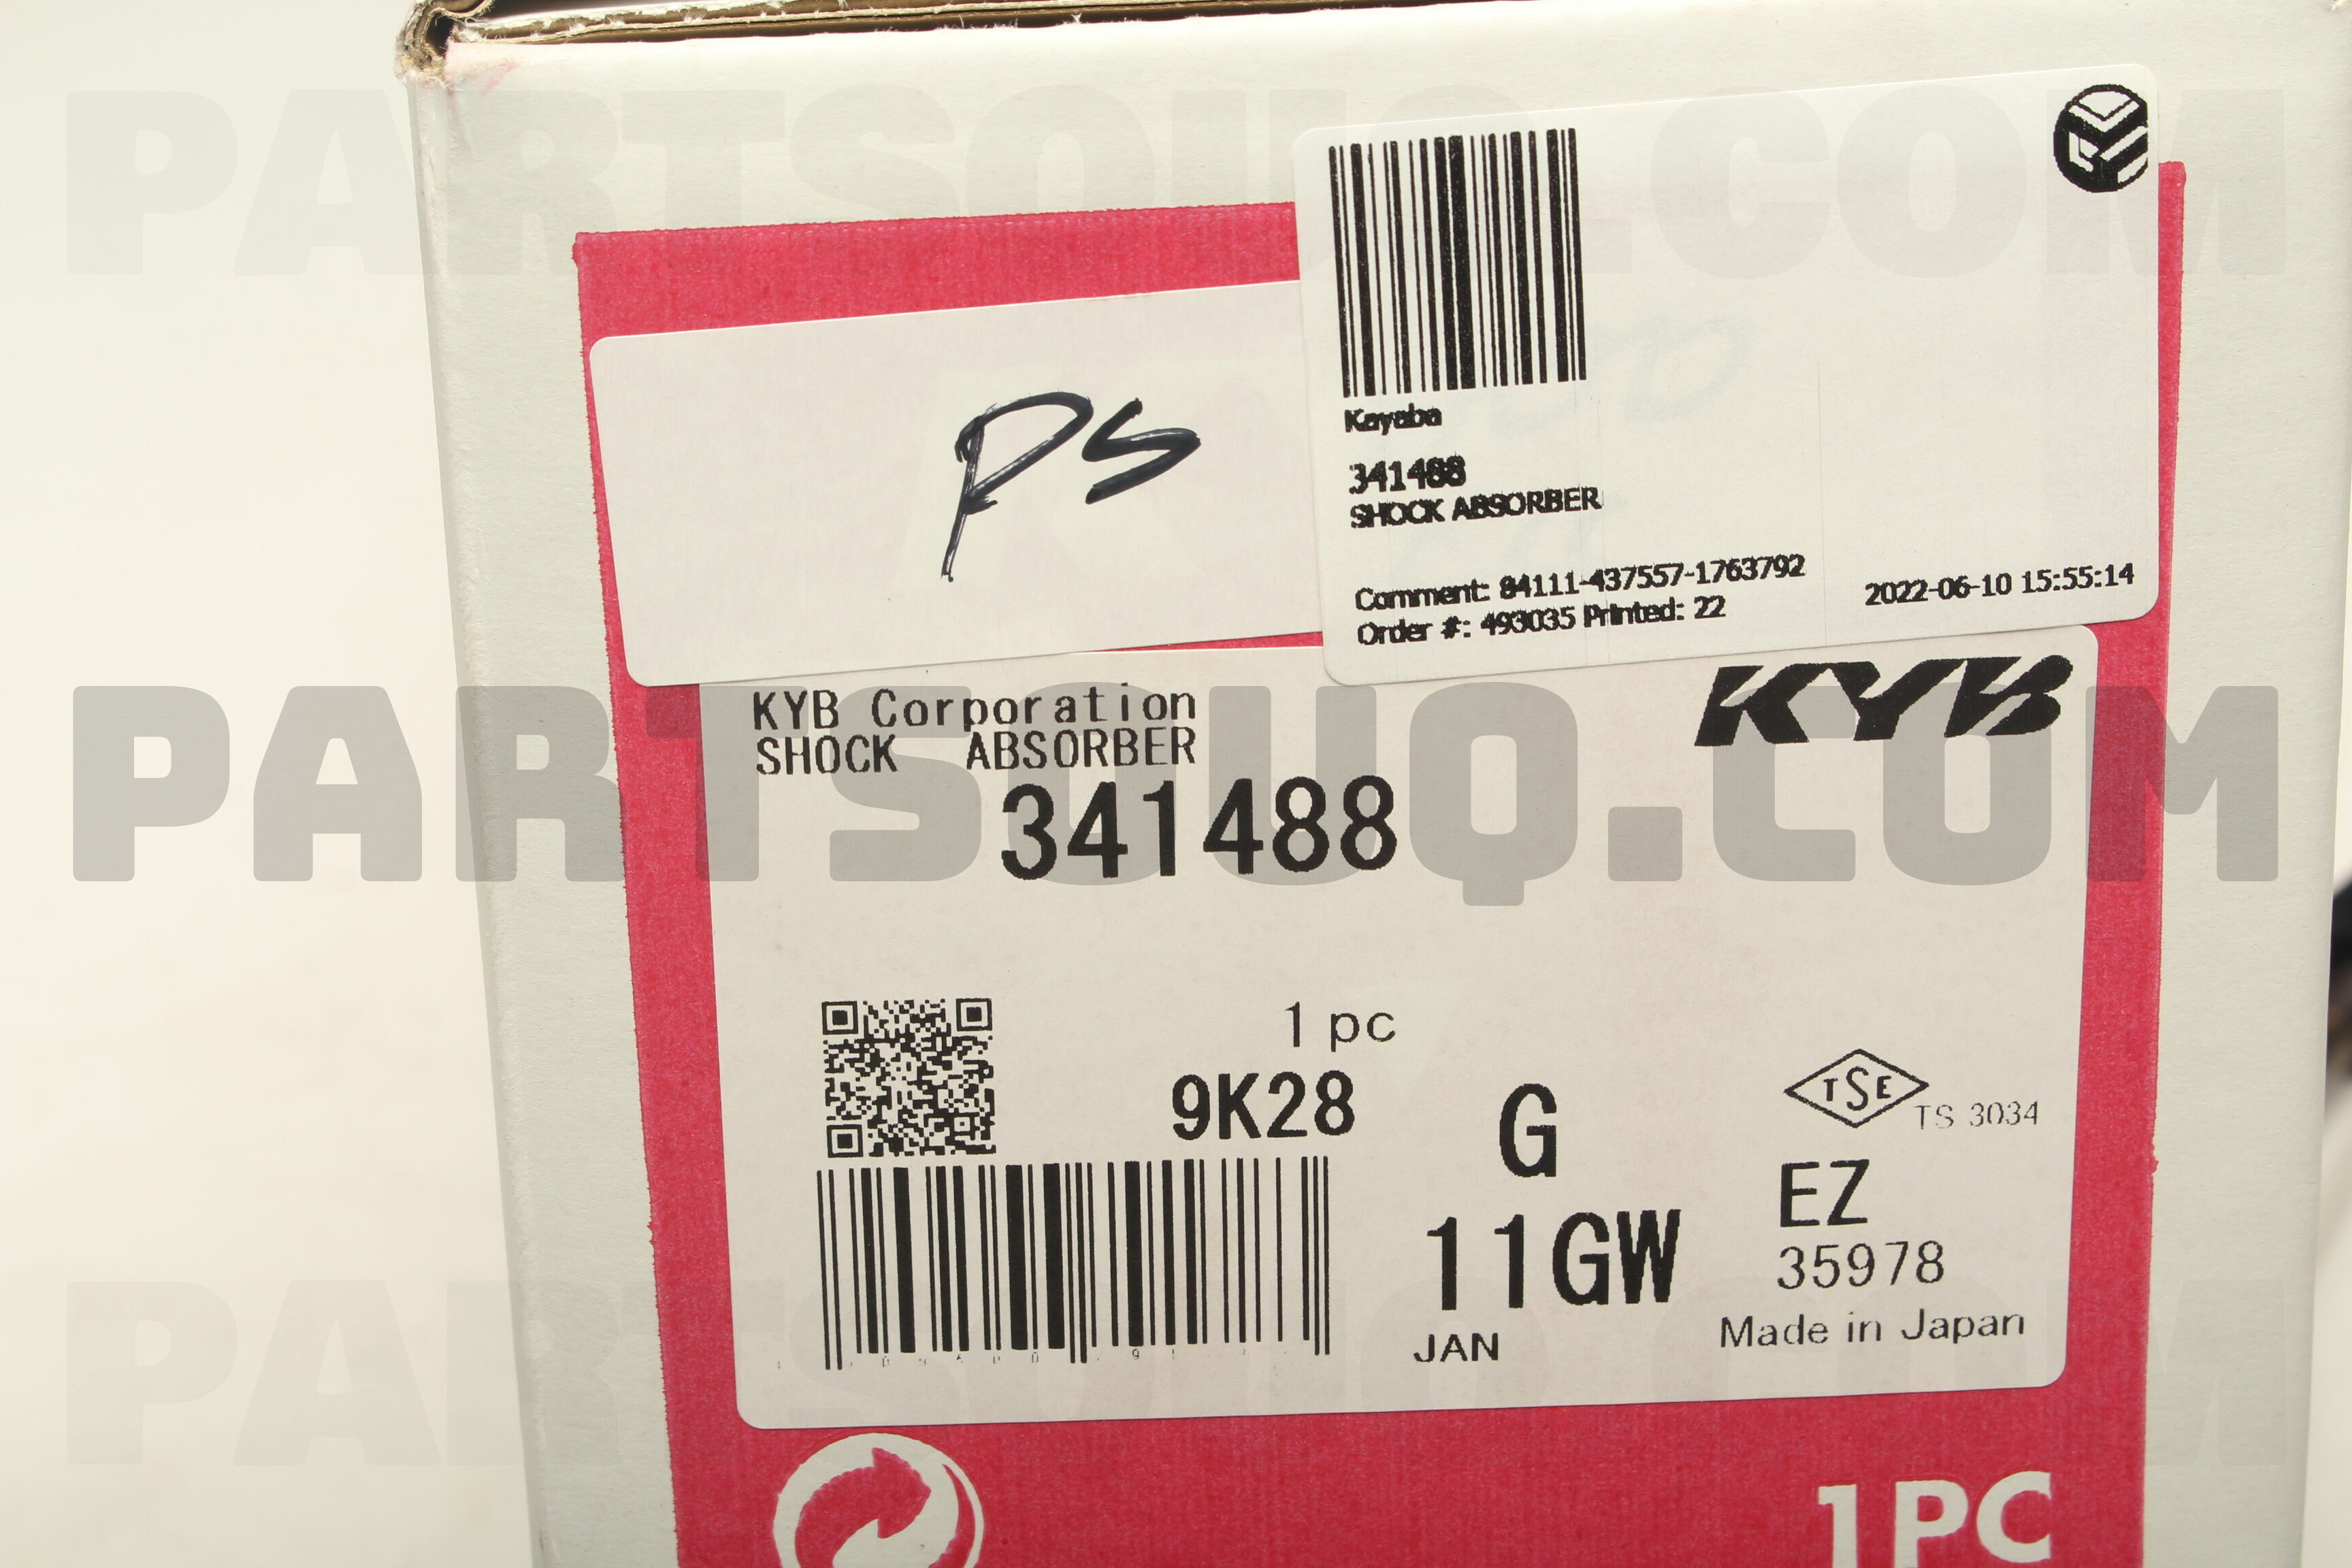 PARTSOUQ.COM
PS
Kayaba
341488
SHOCK ABSORBER
Comment: 84111-437557-1763792
Order #: 493035 Printed: 22
2022-06-10 15:55:14
KYB Corporation
KYB
SHOCK ABSORBER
341488
PARTSOUQ.COM
1 pc
9K28
G
TSE
TS 3034
EZ
11GW
35978
Made in Japan
JAN
PARTSOUQ.COM
1PC